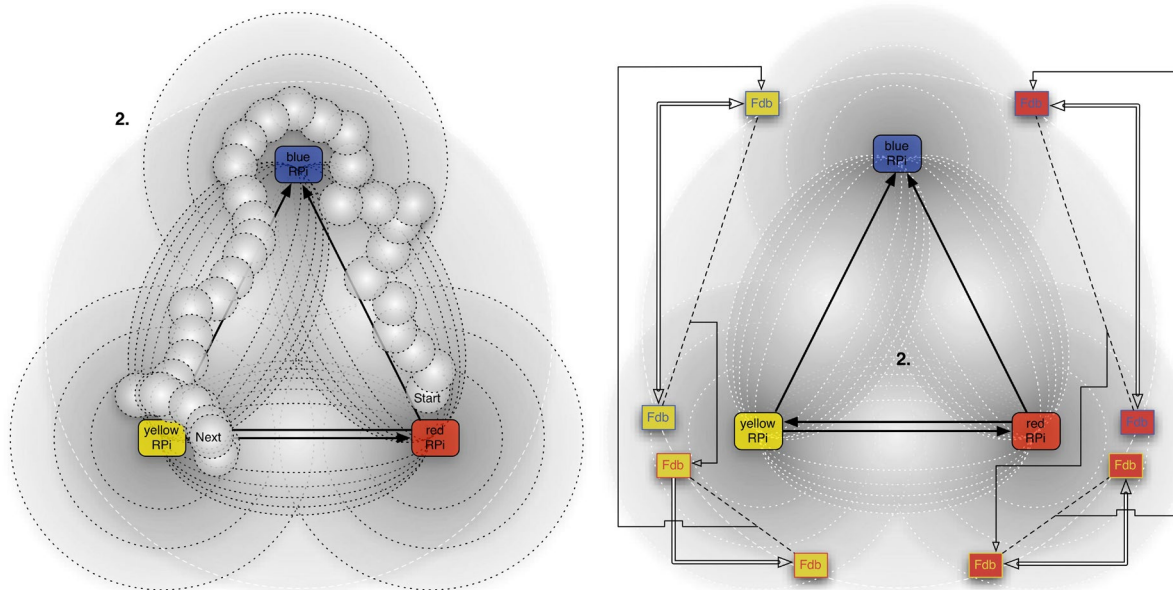 2.
blue
RPi
Start
yellow
RPi
Next
red
RPi
Fdb
Fdb
blue
RPi
2.
Fdb
yellow
RPi
red
RPi
Fdb
Fdb
Fdb
Fdb
Fdb